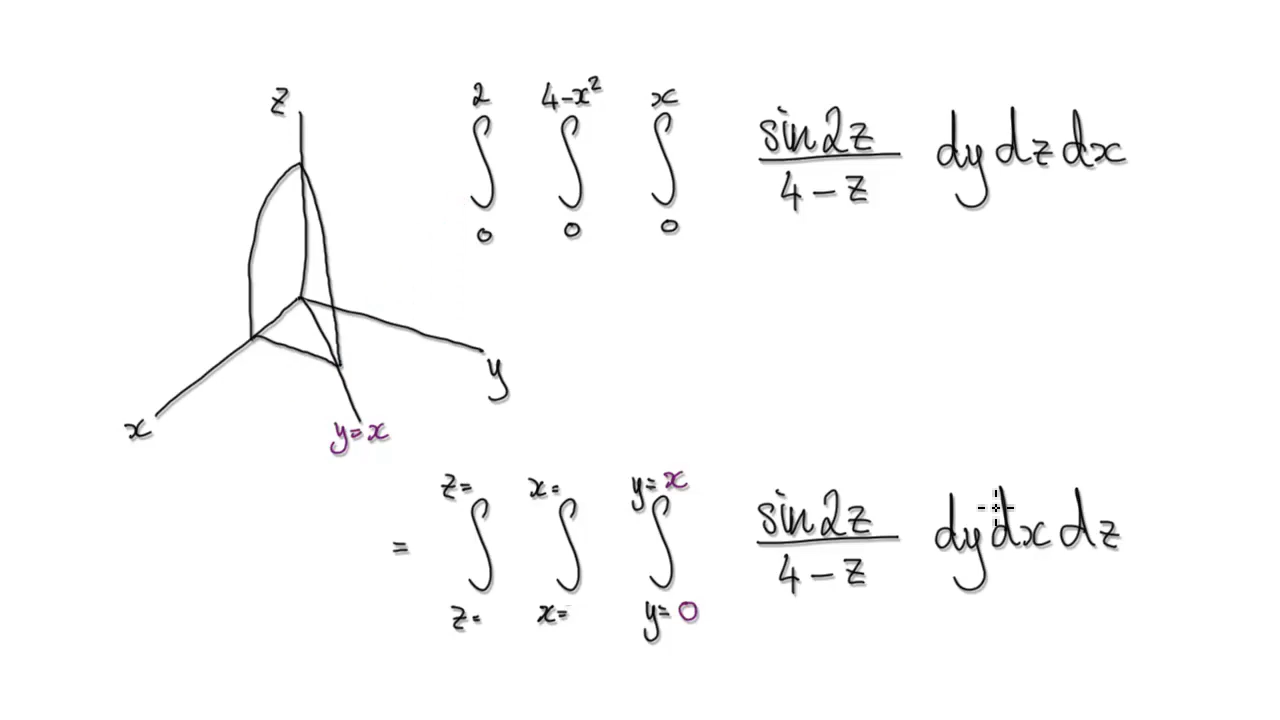 z
2 4-x² x
∫ ∫ ∫ sin2z/4-z dy dz dx
0 0 0
y
x
y=x
z= x= y=x
= ∫ ∫ ∫ sin2z/4-z dy dx dz
z= x= y=0